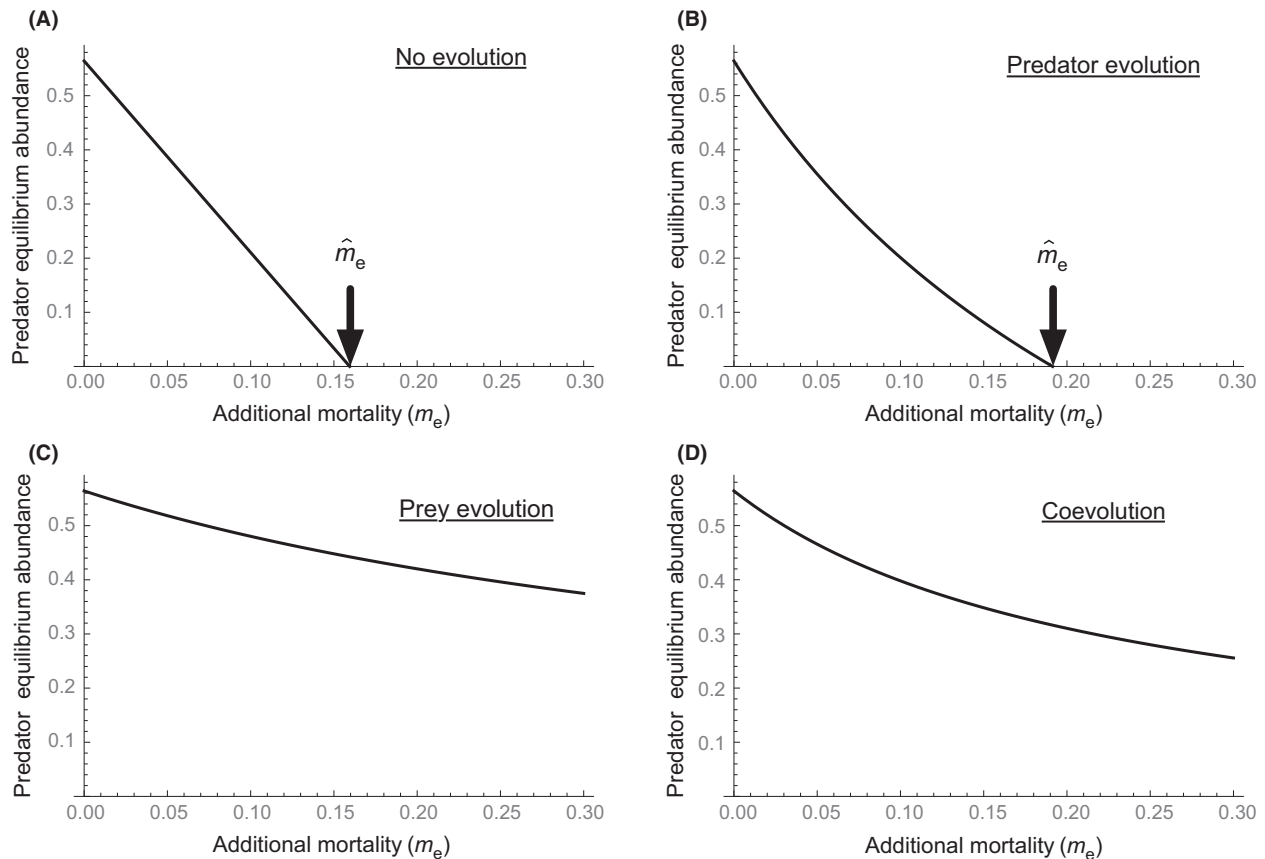 (A)
No evolution
Predator equilibrium abundance
0.5
0.4
0.3
0.2
0.1
m̂e
0.00 0.05 0.10 0.15 0.20 0.25 0.30
Additional mortality (me)
(B)
Predator evolution
Predator equilibrium abundance
0.5
0.4
0.3
0.2
0.1
m̂e
0.00 0.05 0.10 0.15 0.20 0.25 0.30
Additional mortality (me)
(C)
Prey evolution
Predator equilibrium abundance
0.5
0.4
0.3
0.2
0.1
0.00 0.05 0.10 0.15 0.20 0.25 0.30
Additional mortality (me)
(D)
Coevolution
Predator equilibrium abundance
0.5
0.4
0.3
0.2
0.1
0.00 0.05 0.10 0.15 0.20 0.25 0.30
Additional mortality (me)